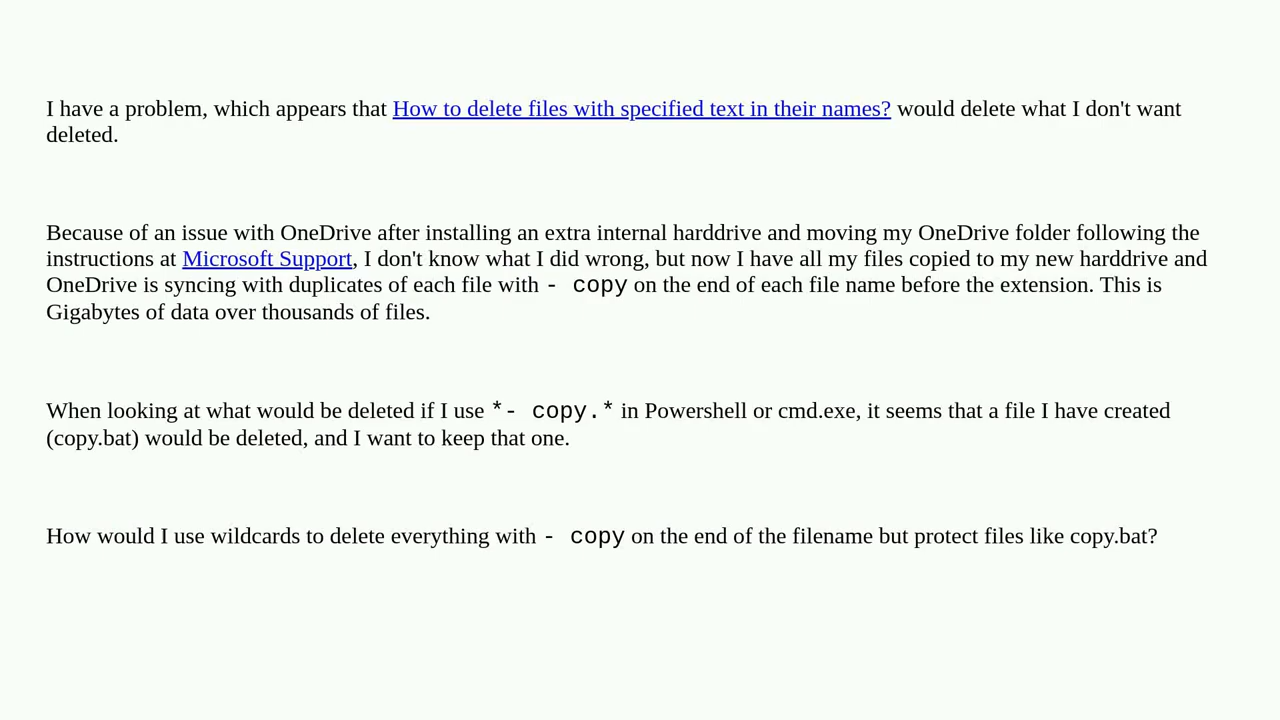 I have a problem, which appears that How to delete files with specified text in their names? would delete what I don't want
deleted.
Because of an issue with OneDrive after installing an extra internal harddrive and moving my OneDrive folder following the
instructions at Microsoft Support, I don't know what I did wrong, but now I have all my files copied to my new harddrive and
OneDrive is syncing with duplicates of each file with - copy on the end of each file name before the extension. This is
Gigabytes of data over thousands of files.
When looking at what would be deleted if I use *- copy.* in Powershell or cmd.exe, it seems that a file I have created
(copy.bat) would be deleted, and I want to keep that one.
How would I use wildcards to delete everything with - copy on the end of the filename but protect files like copy.bat?